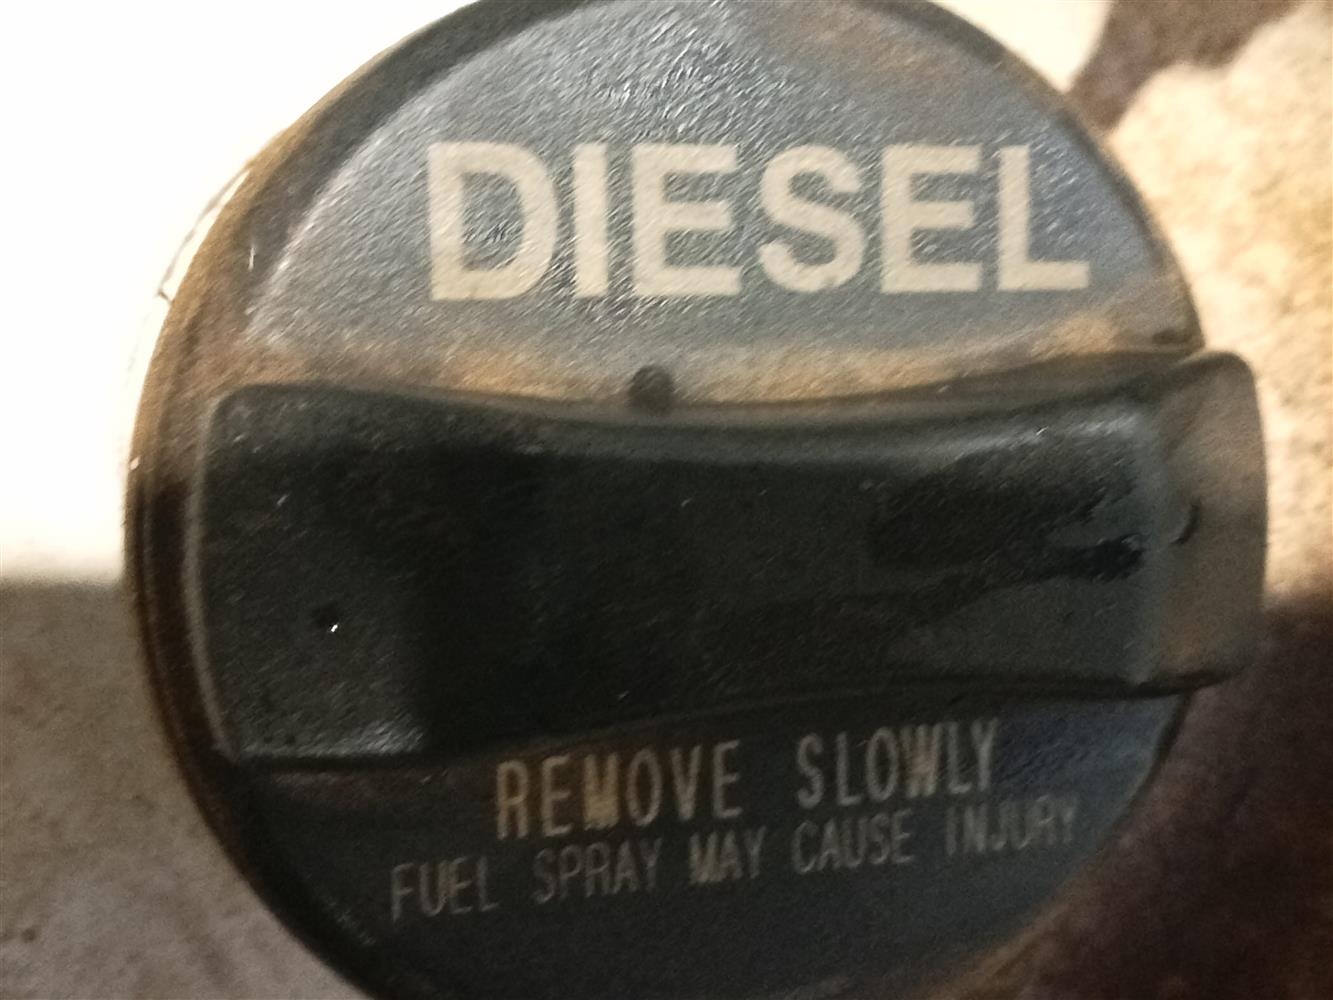 DIESEL
REMOVE SLOWLY
FUEL SPRAY MAY CAUSE INJURY